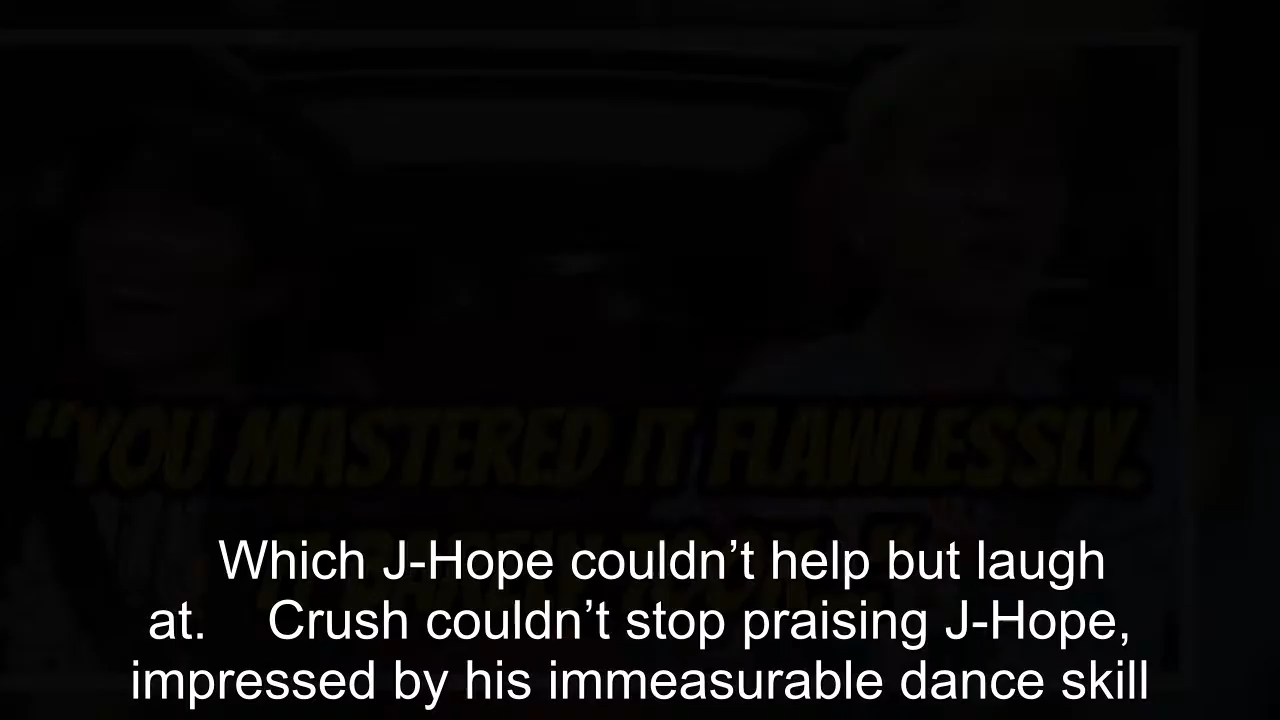 “YOU MASTERED IT FLAWLESSLY.
Which J-Hope couldn’t help but laugh
at. Crush couldn’t stop praising J-Hope,
impressed by his immeasurable dance skill